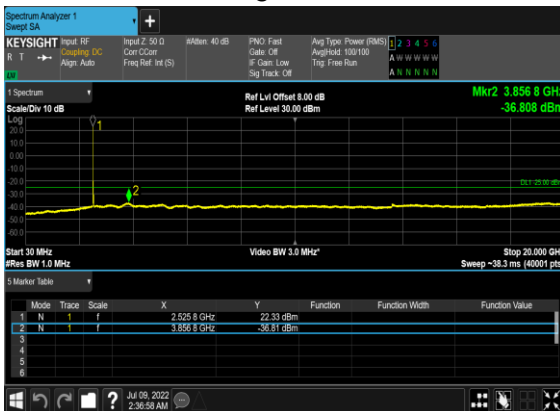 Spectrum Analyzer 1
Swept SA
KEYSIGHT Input: RF Input Z: 50 Ω #Atten: 40 dB PNO: Fast Avg Type: Power (RMS) 1 2 3 4 5 6
R T Coupling: DC Corr CCorr Gate: Off Avg|Hold: 100/100 A W W W W W
Align: Auto Freq Ref: Int (S) IF Gain: Low Trig: Free Run
LV Sig Track: Off A N N N N N
1 Spectrum
Scale/Div 10 dB
Ref Lvl Offset 8.00 dB
Ref Level 30.00 dBm
Mkr2 3.856 8 GHz
-36.808 dBm
Log
20.0
10.0
0.00
-10.0
-20.0
-30.0
-40.0
-50.0
-60.0
1
2
DL1 -25.00 dBm
Start 30 MHz Video BW 3.0 MHz* Stop 20.000 GHz
#Res BW 1.0 MHz Sweep ~38.3 ms (40001 pts)
5 Marker Table
Mode Trace Scale X Y Function Function Width Function Value
1 N 1 f 2.525 8 GHz 22.33 dBm
2 N 1 f 3.856 8 GHz -36.81 dBm
3
4
5
6
? Jul 09, 2022
2:36:58 AM